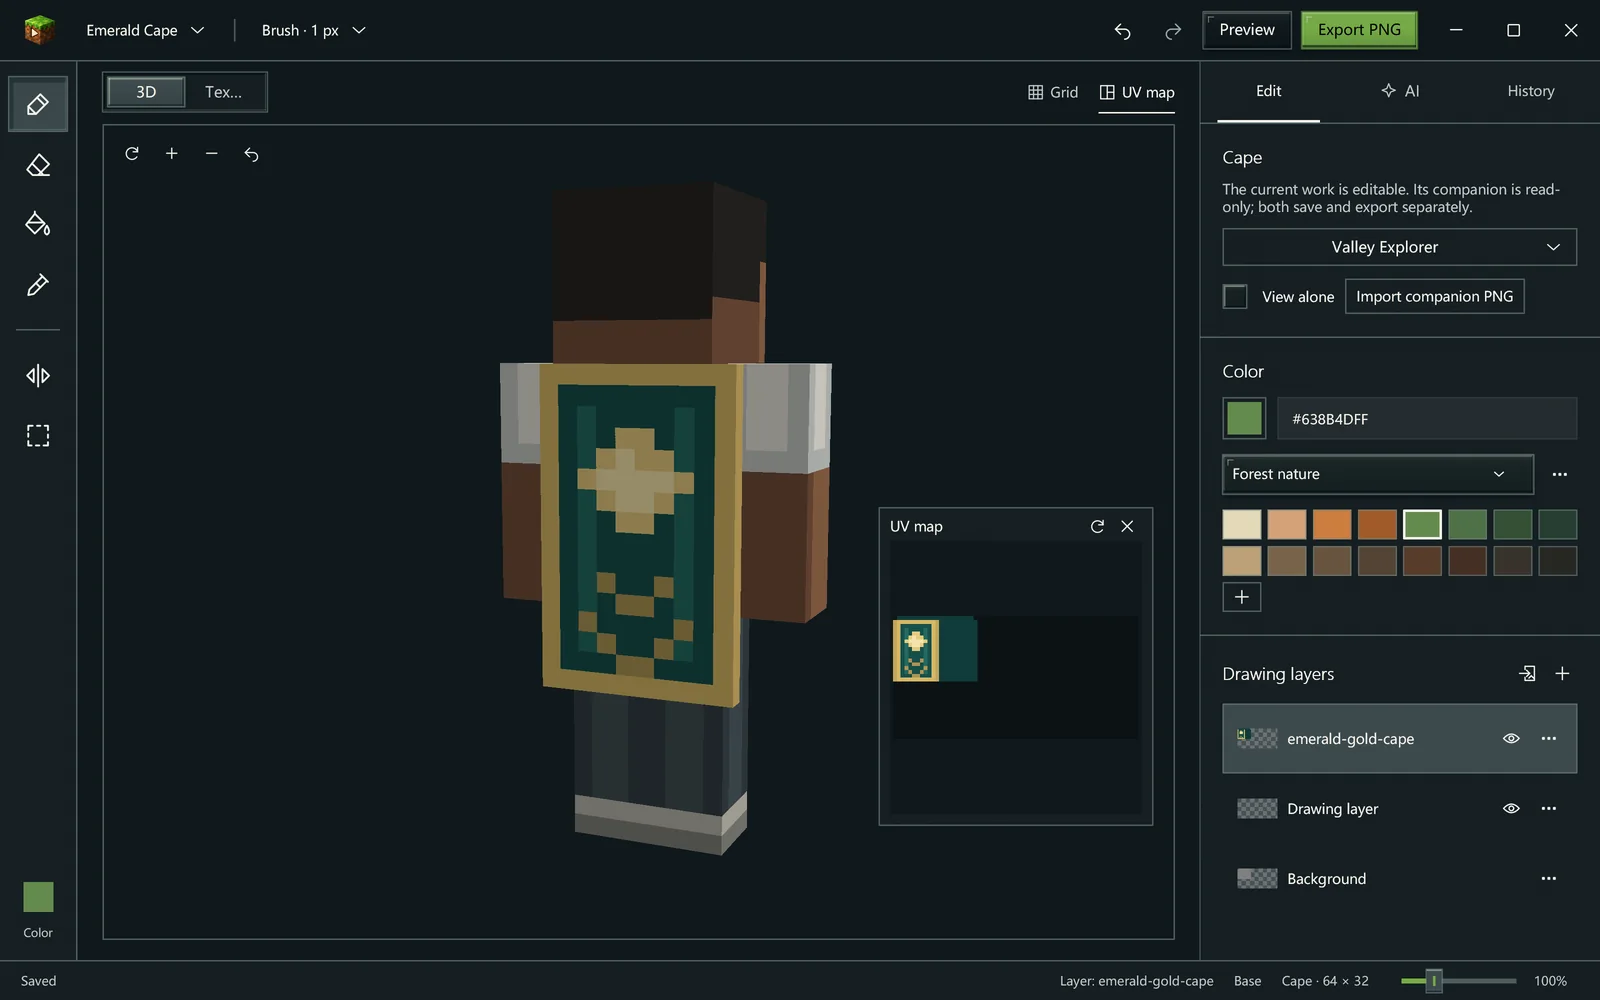 Emerald Cape
Brush · 1 px
Preview
Export PNG
3D
Tex...
Grid
UV map
Edit
AI
History
Cape
The current work is editable. Its companion is read-
only; both save and export separately.
Valley Explorer
View alone
Import companion PNG
Color
#638B4DFF
Forest nature
UV map
Drawing layers
emerald-gold-cape
Drawing layer
Background
Color
Saved
Layer: emerald-gold-cape
Base
Cape · 64 × 32
100%